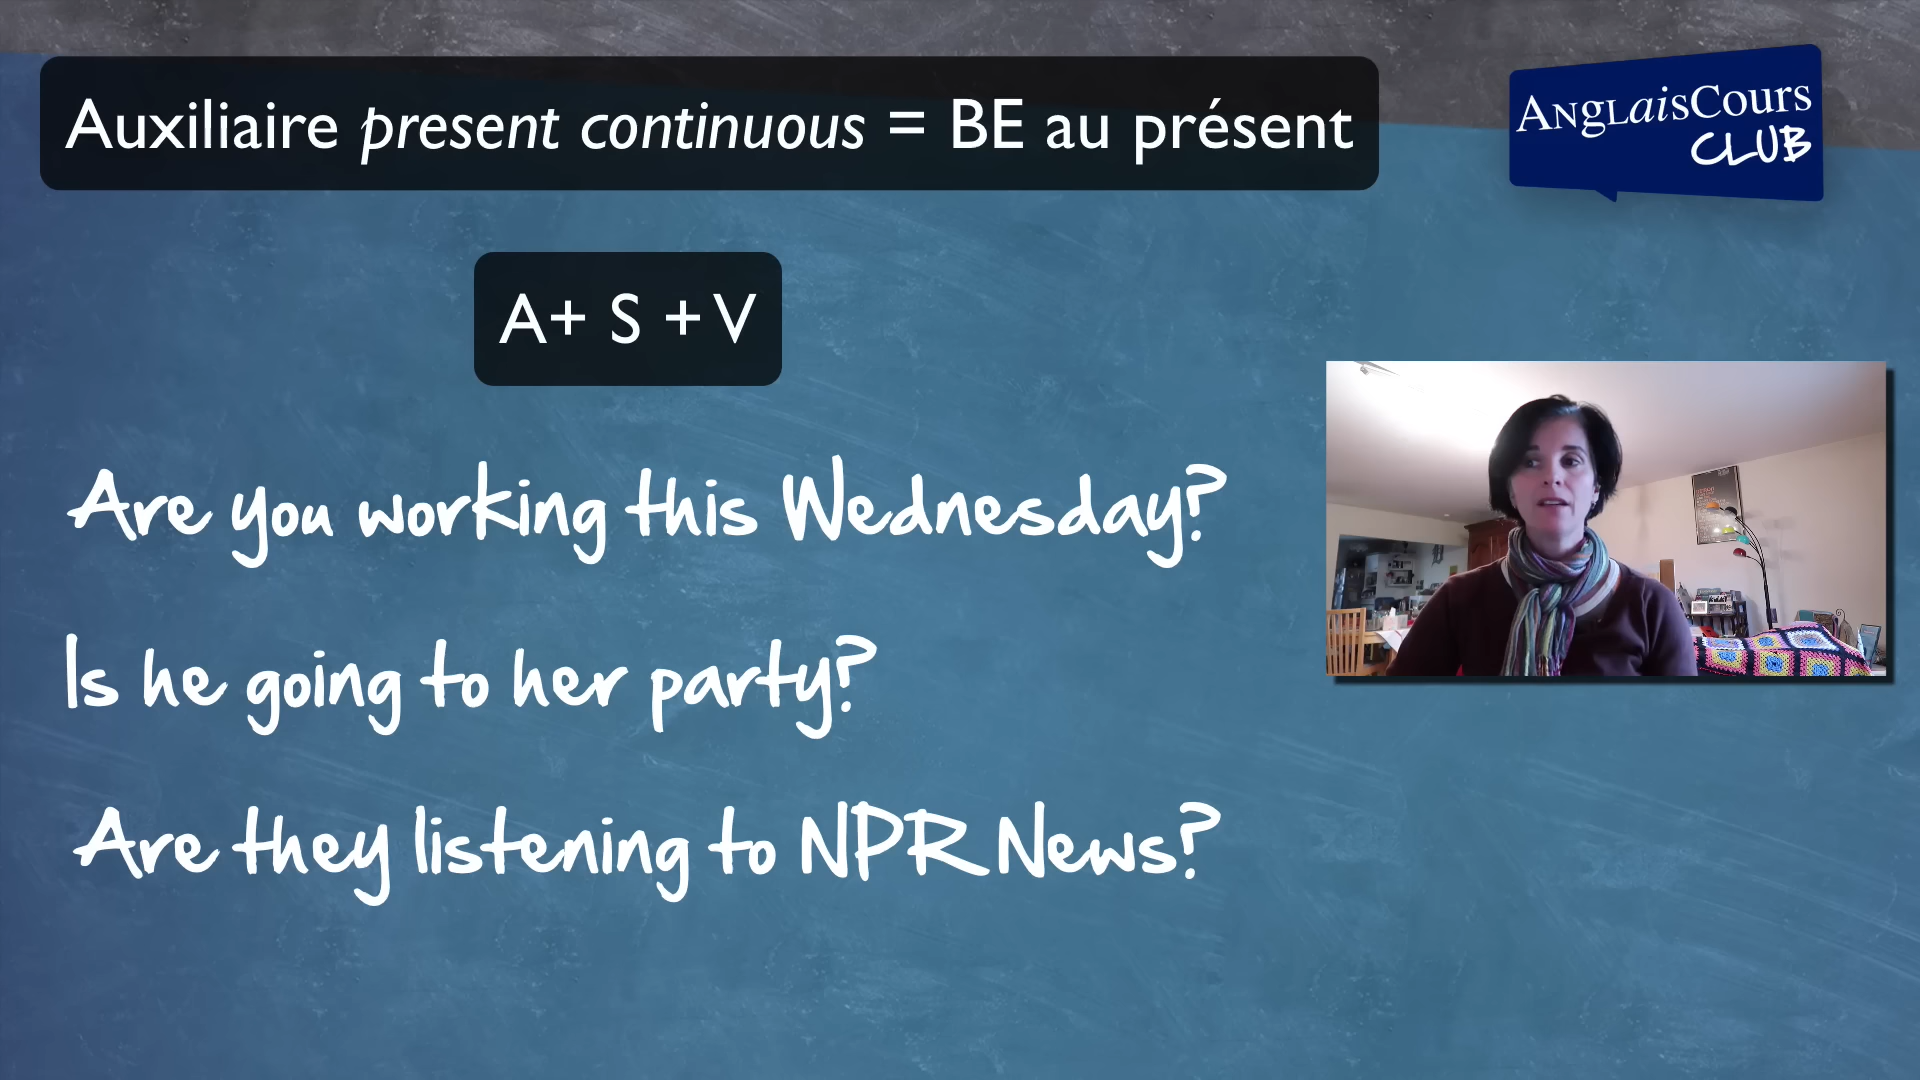 Auxiliaire present continuous = BE au présent
AnglaisCours
CLUB
A+ S + V
Are you working this Wednesday?
Is he going to her party?
Are they listening to NPR News?